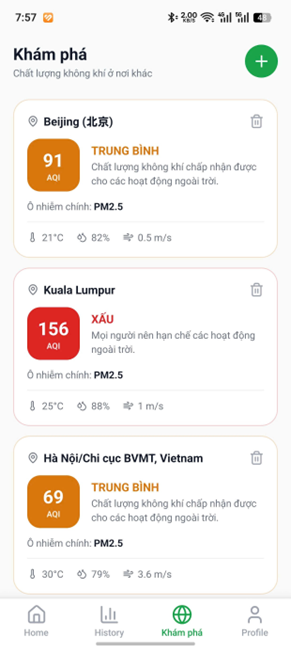 7:57
2,00
KB/S
4G
5G
48
Khám phá
Chất lượng không khí ở nơi khác
Beijing (北京)
91
AQI
TRUNG BÌNH
Chất lượng không khí chấp nhận được
cho các hoạt động ngoài trời.
Ô nhiễm chính: PM2.5
21°C
82%
0.5 m/s
Kuala Lumpur
156
AQI
XẤU
Mọi người nên hạn chế các hoạt động
ngoài trời.
Ô nhiễm chính: PM2.5
25°C
88%
1 m/s
Hà Nội/Chi cục BVMT, Vietnam
69
AQI
TRUNG BÌNH
Chất lượng không khí chấp nhận được
cho các hoạt động ngoài trời.
Ô nhiễm chính: PM2.5
30°C
79%
3.6 m/s
Home
History
Khám phá
Profile